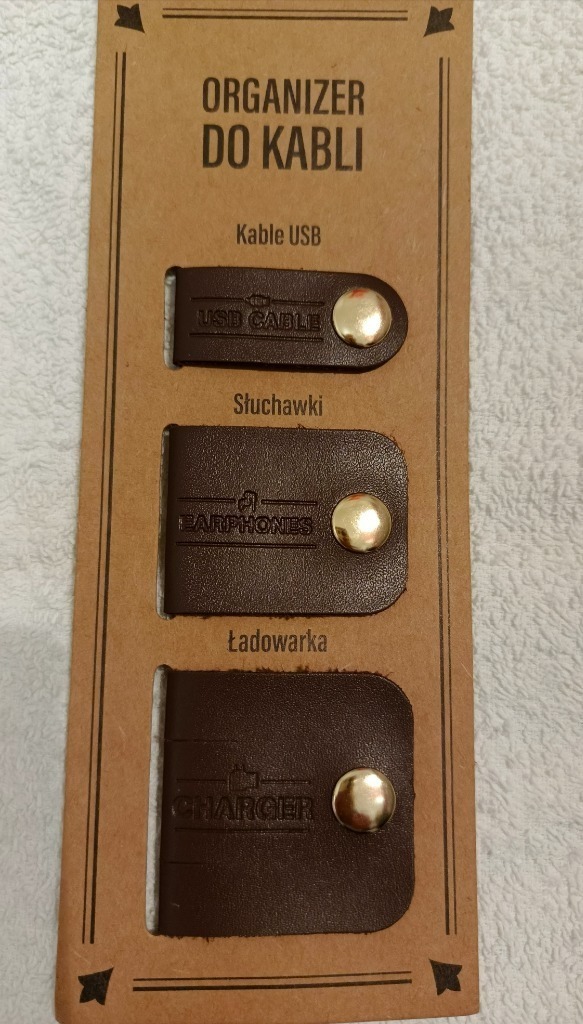 ORGANIZER
DO KABLI
Kable USB
USB CABLE
Słuchawki
EARPHONES
Ładowarka
CHARGER